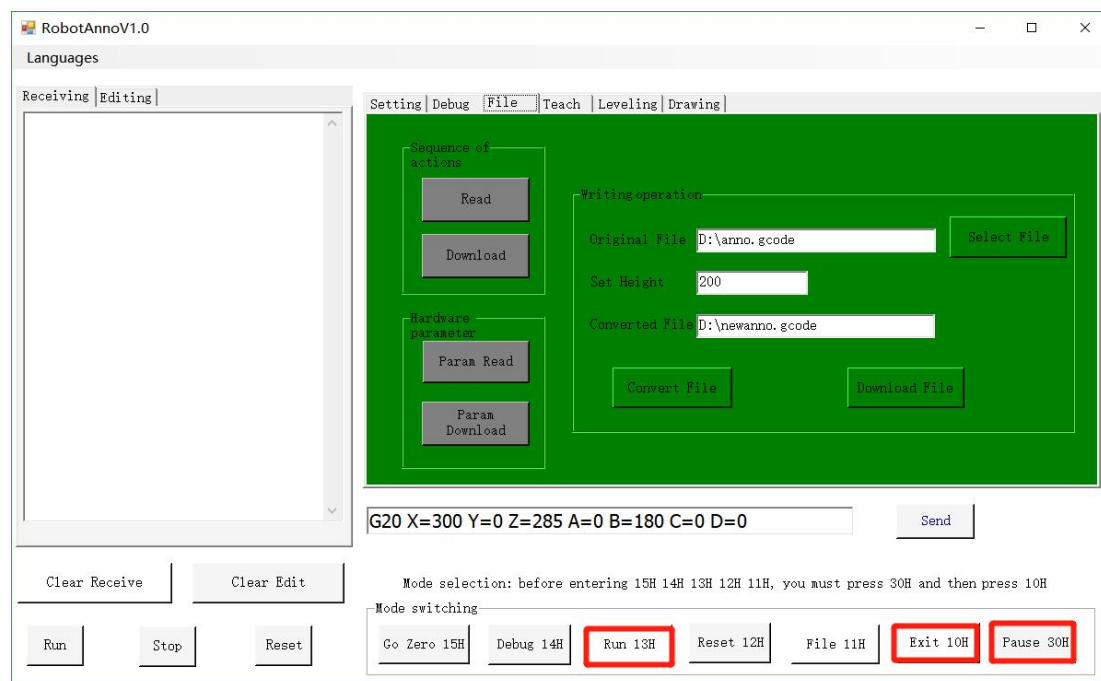 RobotAnnoV1.0
Languages
Receiving Editing
Setting Debug File Teach Leveling Drawing
Sequence of
actions
Read
Download
Hardware
parameter
Param Read
Param
Download
Writing operation
Original File D:\anno.gcode Select File
Set Height 200
Converted File D:\newanno.gcode
Convert File Download File
G20 X=300 Y=0 Z=285 A=0 B=180 C=0 D=0 Send
Clear Receive Clear Edit
Mode selection: before entering 15H 14H 13H 12H 11H, you must press 30H and then press 10H
Mode switching
Run Stop Reset
Go Zero 15H Debug 14H Run 13H Reset 12H File 11H Exit 10H Pause 30H